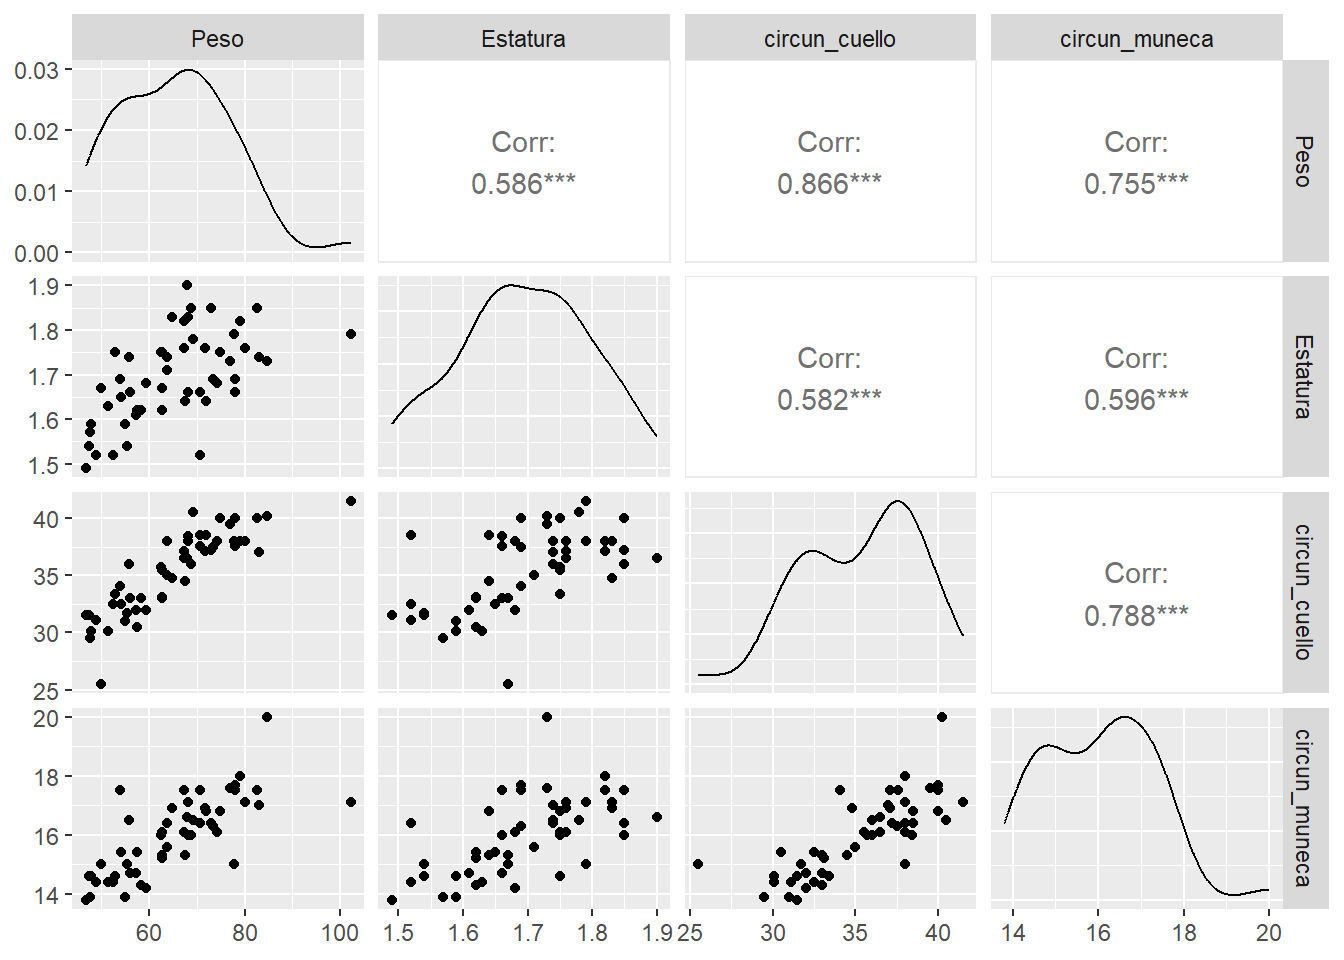 Peso Estatura circun_cuello circun_muneca
0.03
0.02
0.01
0.00
Corr:
0.586***
Corr:
0.866***
Corr:
0.755***
Peso
1.9
1.8
1.7
1.6
1.5
Corr:
0.582***
Corr:
0.596***
Estatura
40
35
30
25
Corr:
0.788***
circun_cuello
20
18
16
14
circun_muneca
60 80 100 1.5 1.6 1.7 1.8 1.9 25 30 35 40 14 16 18 20